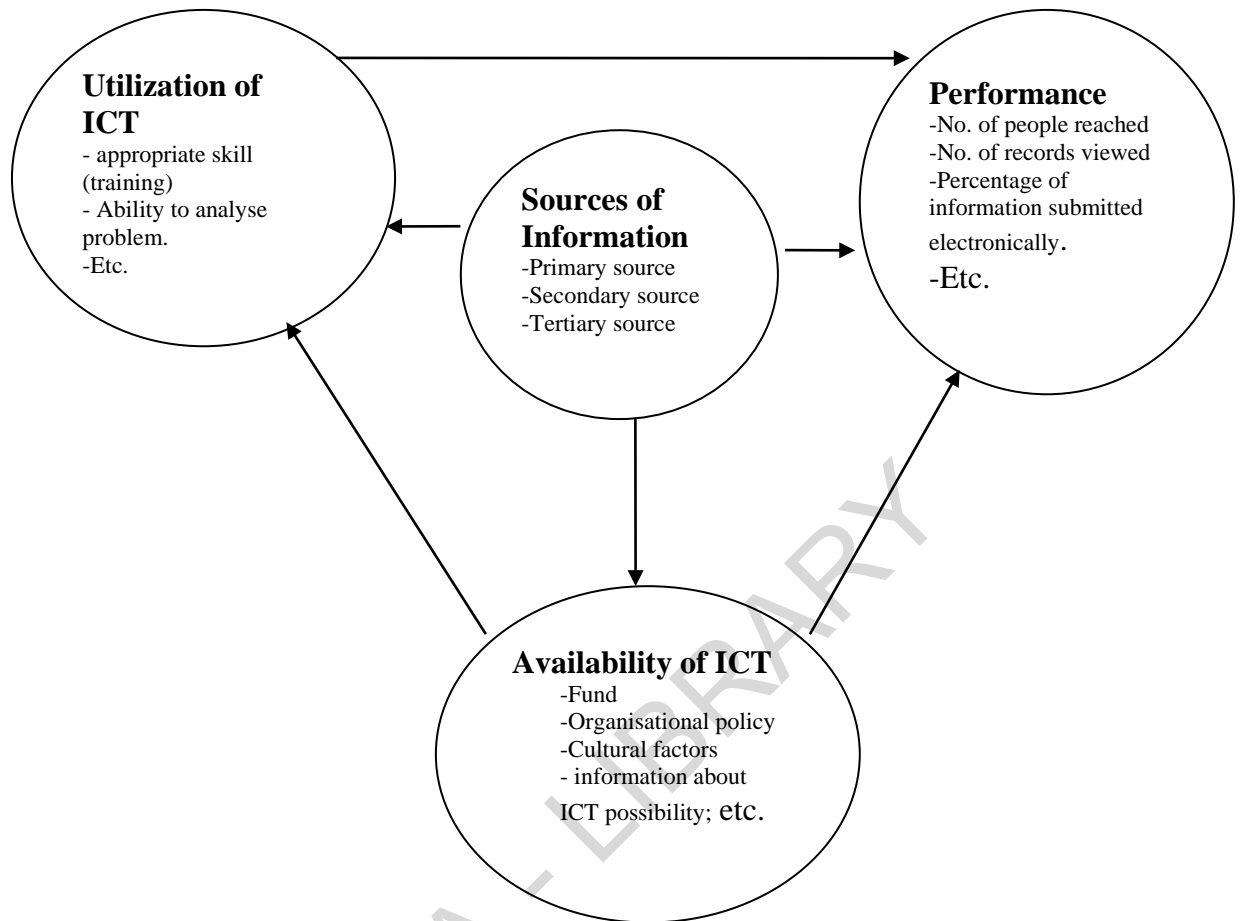 Utilization of
ICT
- appropriate skill
(training)
- Ability to analyse
problem.
-Etc.
Performance
-No. of people reached
-No. of records viewed
-Percentage of
information submitted
electronically.
-Etc.
Sources of
Information
-Primary source
-Secondary source
-Tertiary source
Availability of ICT
-Fund
-Organisational policy
-Cultural factors
- information about
ICT possibility; etc.
A - LIBRARY